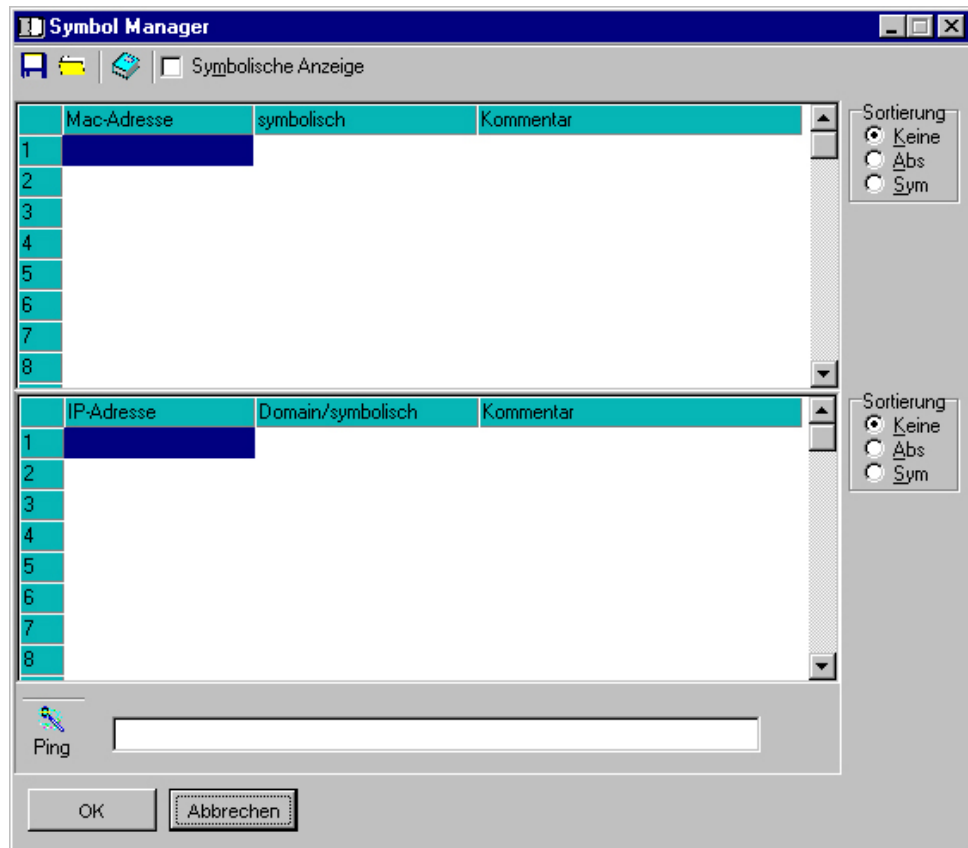 Symbol Manager
Symbolische Anzeige
Mac-Adresse symbolisch Kommentar
1
2
3
4
5
6
7
8
Sortierung
Keine
Abs
Sym
IP-Adresse Domain/symbolisch Kommentar
1
2
3
4
5
6
7
8
Sortierung
Keine
Abs
Sym
Ping
OK Abbrechen